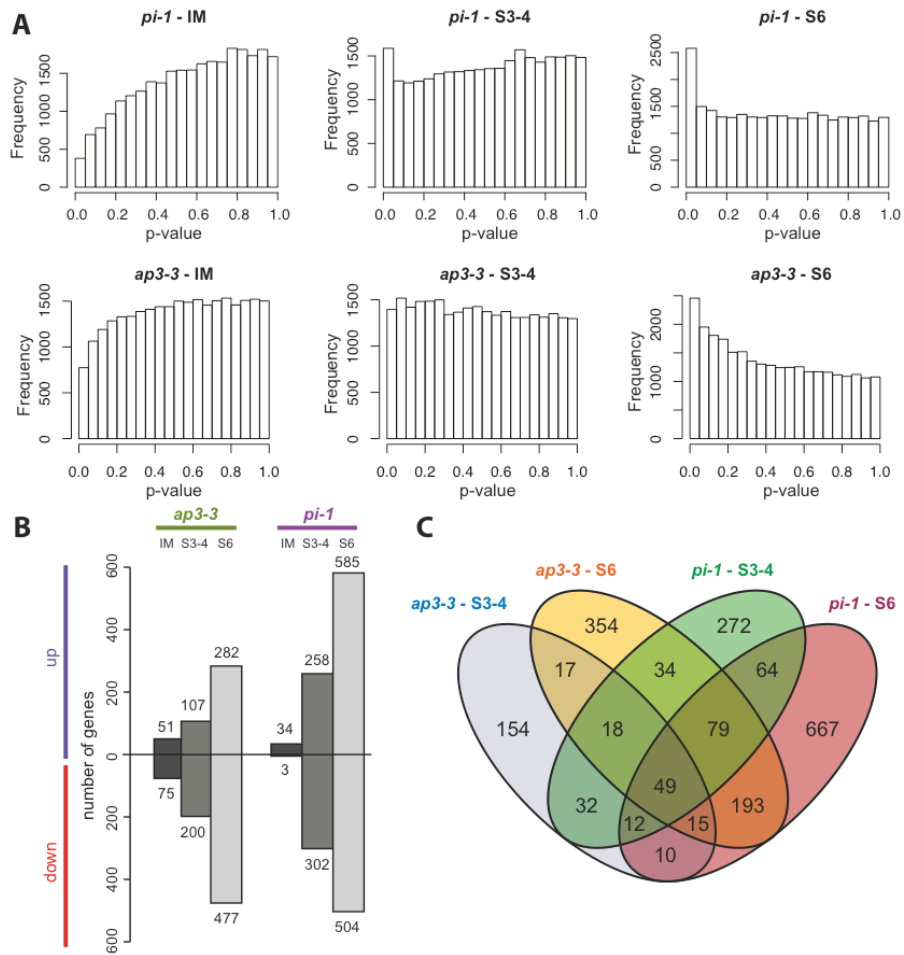 A
pi-1 - IM
pi-1 - S3-4
pi-1 - S6
Frequency
0 500 1000 1500
0.0 0.2 0.4 0.6 0.8 1.0
p-value
Frequency
0 500 1000 1500
0.0 0.2 0.4 0.6 0.8 1.0
p-value
Frequency
0 500 1500 2500
0.0 0.2 0.4 0.6 0.8 1.0
p-value
ap3-3 - IM
ap3-3 - S3-4
ap3-3 - S6
Frequency
0 500 1000 1500
0.0 0.2 0.4 0.6 0.8 1.0
p-value
Frequency
0 500 1000 1500
0.0 0.2 0.4 0.6 0.8 1.0
p-value
Frequency
0 1000 2000
0.0 0.2 0.4 0.6 0.8 1.0
p-value
B
ap3-3
pi-1
IM S3-4 S6
IM S3-4 S6
up
down
number of genes
600
400
200
0
200
400
600
51 107 282
34 258 585
75 200 477
3 302 504
C
ap3-3 - S3-4
ap3-3 - S6
pi-1 - S3-4
pi-1 - S6
354 272
17 34 64
154 18 79 667
49
32 193
12 15
10